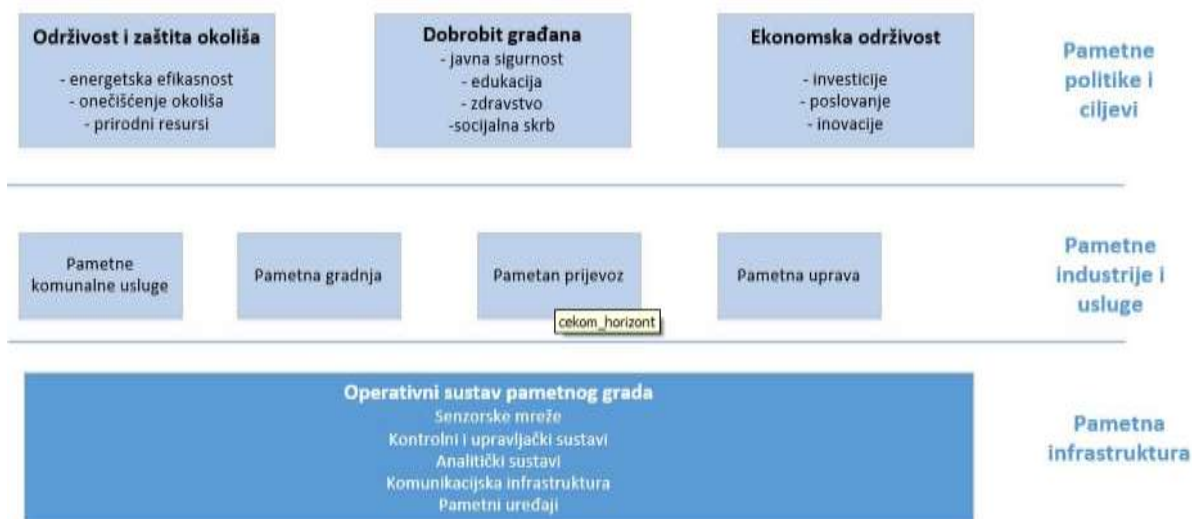 Održivost i zaštita okoliša
- energetska efikasnost
- onečišćenje okoliša
- prirodni resursi
Dobrobit građana
- javna sigurnost
- edukacija
- zdravstvo
-socijalna skrb
Ekonomska održivost
- investicije
- poslovanje
- inovacije
Pametne
politike i
ciljevi
Pametne
komunalne usluge
Pametna gradnja
Pametan prijevoz
cekom_horizont
Pametna uprava
Pametne
industrije i
usluge
Operativni sustav pametnog grada
Senzorske mreže
Kontrolni i upravljački sustavi
Analitički sustavi
Komunikacijska infrastruktura
Pametni uređaji
Pametna
infrastruktura